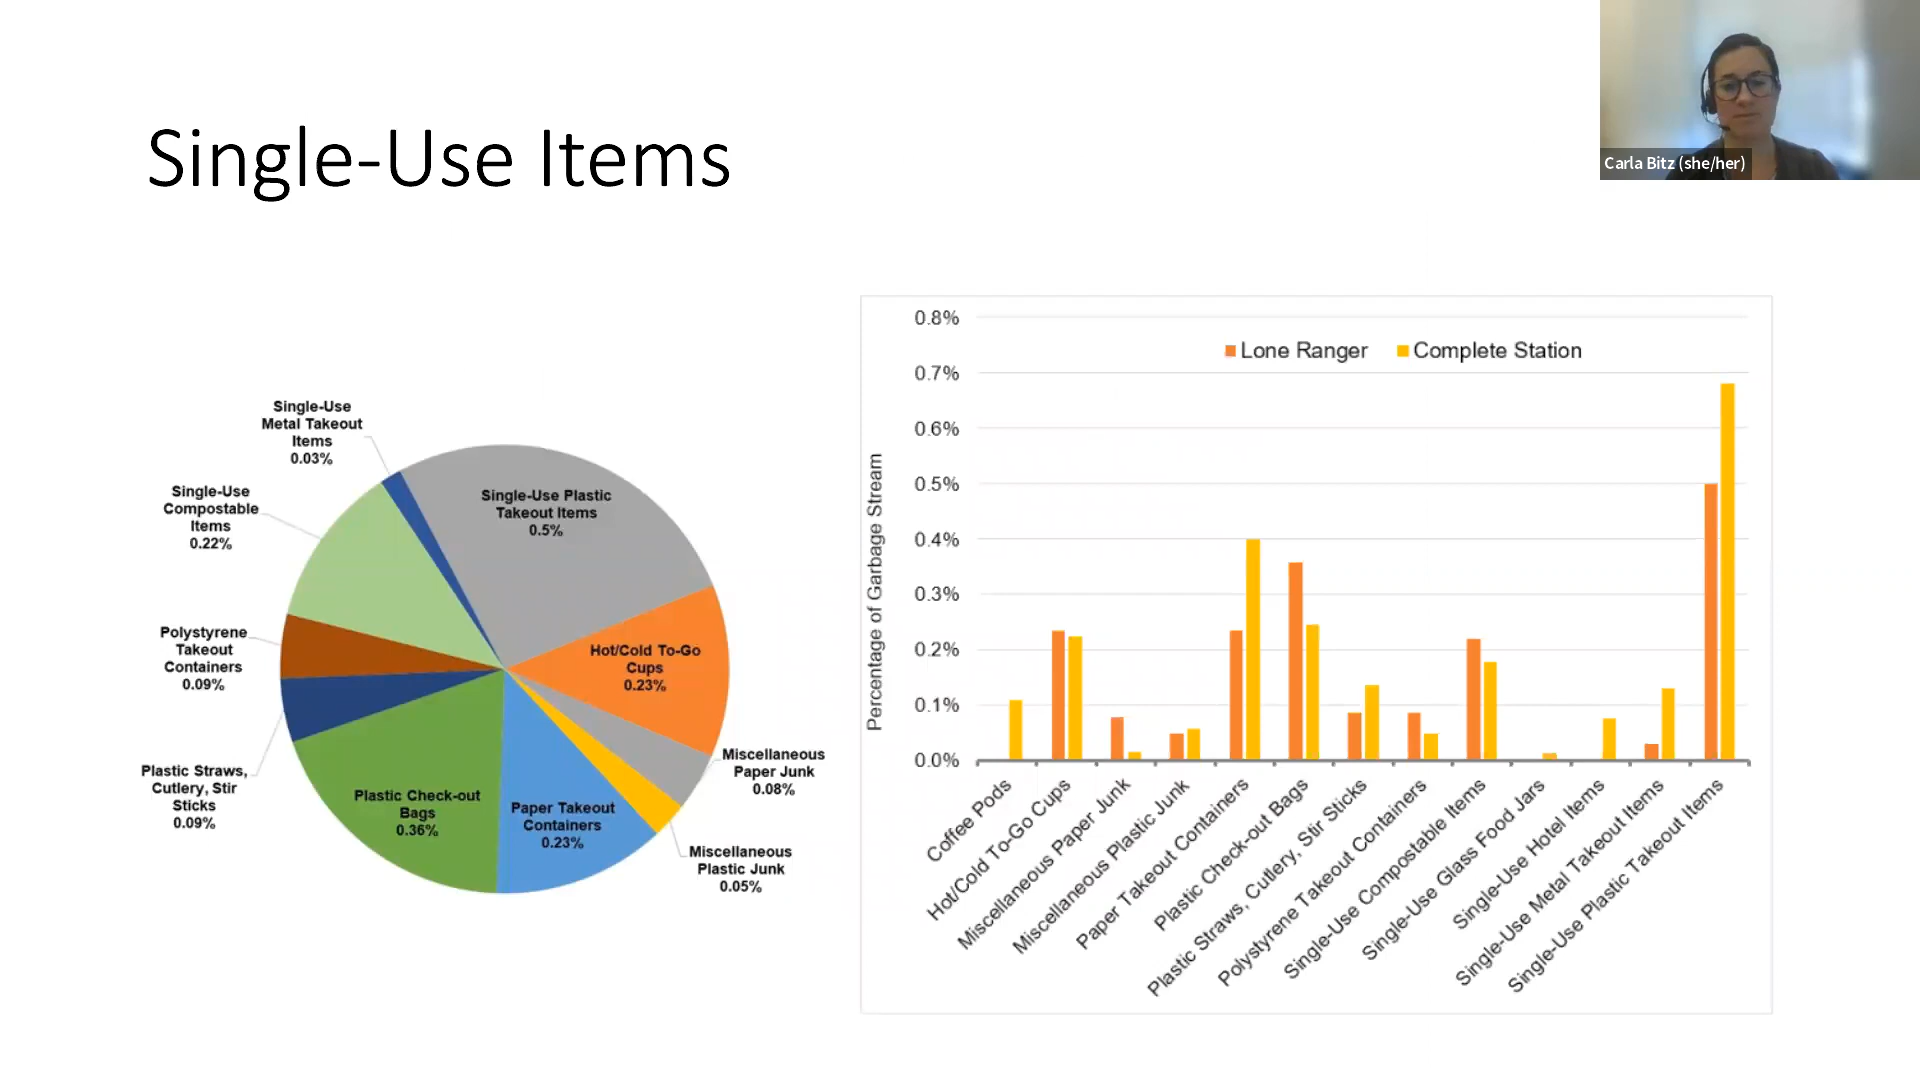 Single-Use Items
Carla Bitz (she/her)
Single-Use
Metal Takeout
Items
0.03%
Single-Use
Compostable
Items
0.22%
Polystyrene
Takeout
Containers
0.09%
Plastic Straws,
Cutlery, Stir
Sticks
0.09%
Single-Use Plastic
Takeout Items
0.5%
Hot/Cold To-Go
Cups
0.23%
Miscellaneous
Paper Junk
0.08%
Miscellaneous
Plastic Junk
0.05%
Paper Takeout
Containers
0.23%
Plastic Check-out
Bags
0.36%
Percentage of Garbage Stream
0.8%
0.7%
0.6%
0.5%
0.4%
0.3%
0.2%
0.1%
0.0%
Lone Ranger
Complete Station
Coffee Pods
Hot/Cold To-Go Cups
Miscellaneous Paper Junk
Miscellaneous Plastic Junk
Paper Takeout Containers
Plastic Check-out Bags
Plastic Straws, Cutlery, Stir Sticks
Polystyrene Takeout Containers
Single-Use Compostable Items
Single-Use Glass Food Jars
Single-Use Hotel Items
Single-Use Metal Takeout Items
Single-Use Plastic Takeout Items